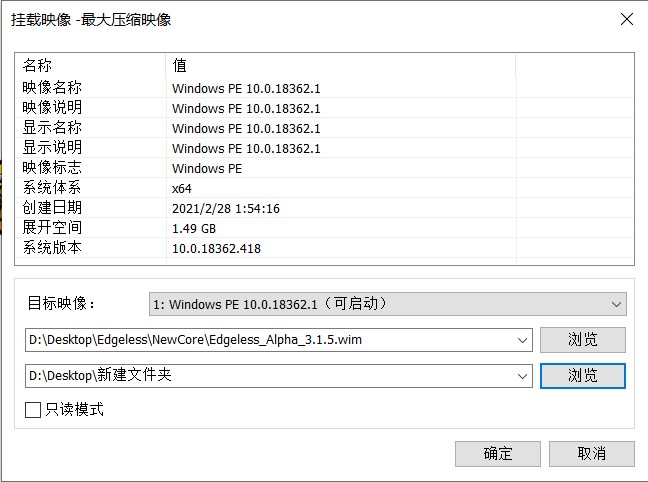 挂载映像 -最大压缩映像
名称 值
映像名称 Windows PE 10.0.18362.1
映像说明 Windows PE 10.0.18362.1
显示名称 Windows PE 10.0.18362.1
显示说明 Windows PE 10.0.18362.1
映像标志 Windows PE
系统体系 x64
创建日期 2021/2/28 1:54:16
展开空间 1.49 GB
系统版本 10.0.18362.418
目标映像： 1: Windows PE 10.0.18362.1（可启动）
D:\Desktop\Edgeless\NewCore\Edgeless_Alpha_3.1.5.wim 浏览
D:\Desktop\新建文件夹 浏览
只读模式
确定 取消